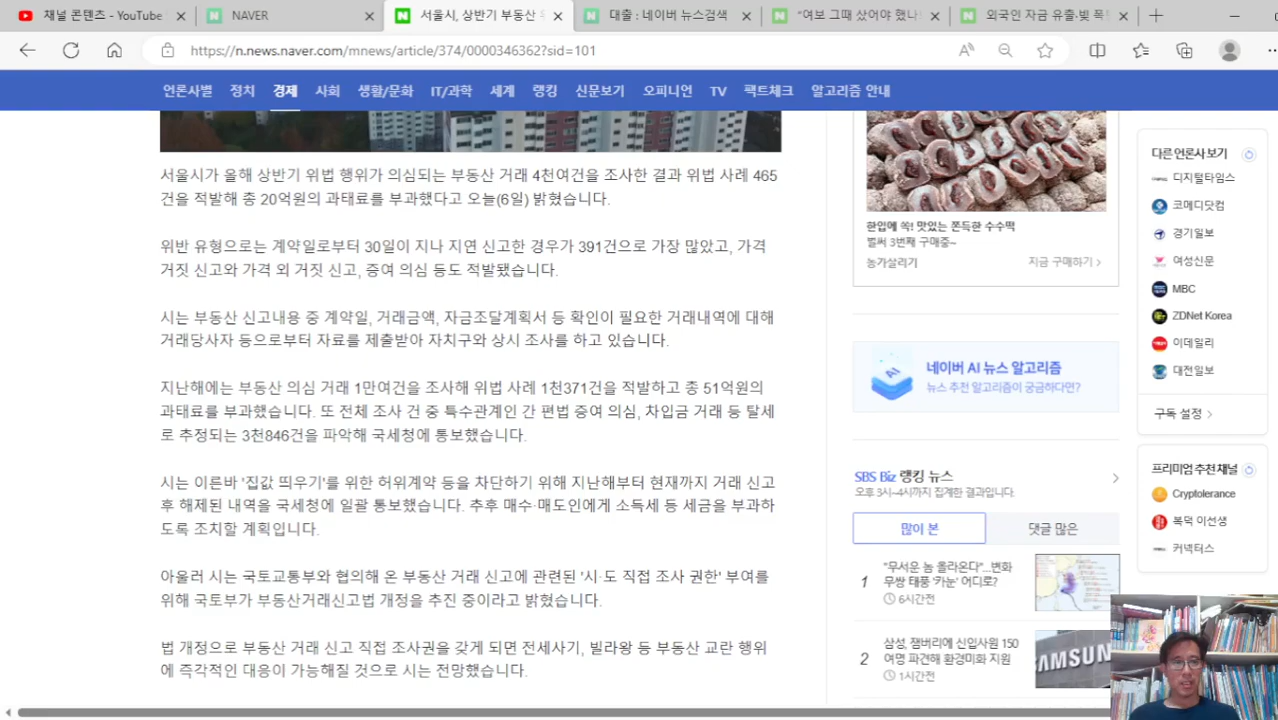 채널 콘텐츠 - YouTube
NAVER
서울시, 상반기 부동산
대출 : 네이버 뉴스검색
"여보 그때 샀어야 했나
외국인 자금 유출·빚 폭
https://n.news.naver.com/mnews/article/374/0000346362?sid=101
언론사별 정치 경제 사회 생활/문화 IT/과학 세계 랭킹 신문보기 오피니언 TV 팩트체크 알고리즘 안내
서울시가 올해 상반기 위법 행위가 의심되는 부동산 거래 4천여건을 조사한 결과 위법 사례 465
건을 적발해 총 20억원의 과태료를 부과했다고 오늘(6일) 밝혔습니다.
위반 유형으로는 계약일로부터 30일이 지나 지연 신고한 경우가 391건으로 가장 많았고, 가격
거짓 신고와 가격 외 거짓 신고, 증여 의심 등도 적발됐습니다.
시는 부동산 신고내용 중 계약일, 거래금액, 자금조달계획서 등 확인이 필요한 거래내역에 대해
거래당사자 등으로부터 자료를 제출받아 자치구와 상시 조사를 하고 있습니다.
지난해에는 부동산 의심 거래 1만여건을 조사해 위법 사례 1천371건을 적발하고 총 51억원의
과태료를 부과했습니다. 또 전체 조사 건 중 특수관계인 간 편법 증여 의심, 차입금 거래 등 탈세
로 추정되는 3천846건을 파악해 국세청에 통보했습니다.
시는 이른바 '집값 띄우기'를 위한 허위계약 등을 차단하기 위해 지난해부터 현재까지 거래 신고
후 해제된 내역을 국세청에 일괄 통보했습니다. 추후 매수·매도인에게 소득세 등 세금을 부과하
도록 조치할 계획입니다.
아울러 시는 국토교통부와 협의해 온 부동산 거래 신고에 관련된 '시·도 직접 조사 권한' 부여를
위해 국토부가 부동산거래신고법 개정을 추진 중이라고 밝혔습니다.
법 개정으로 부동산 거래 신고 직접 조사권을 갖게 되면 전세사기, 빌라왕 등 부동산 교란 행위
에 즉각적인 대응이 가능해질 것으로 시는 전망했습니다.
한입에 쏙! 맛있는 쫀득한 수수떡
벌써 3번째 구매중~
농가살리기
지금 구매하기 >
네이버 AI 뉴스 알고리즘
뉴스 추천 알고리즘이 궁금하다면?
SBS Biz 랭킹 뉴스
오후 3시~4시까지 집계한 결과입니다.
많이 본
댓글 많은
1
"무서운 놈 올라온다"...변화
무쌍 태풍 '카눈' 어디로?
6시간전
2
삼성, 잼버리에 신입사원 150
여명 파견해 환경미화 지원
1시간전
SAMSUN
다른 언론사 보기
디지털타임스
코메디닷컴
경기일보
여성신문
MBC
ZDNet Korea
이데일리
대전일보
구독 설정 >
프리미엄 추천 채널
Cryptolerance
복덕 이선생
커넥터스